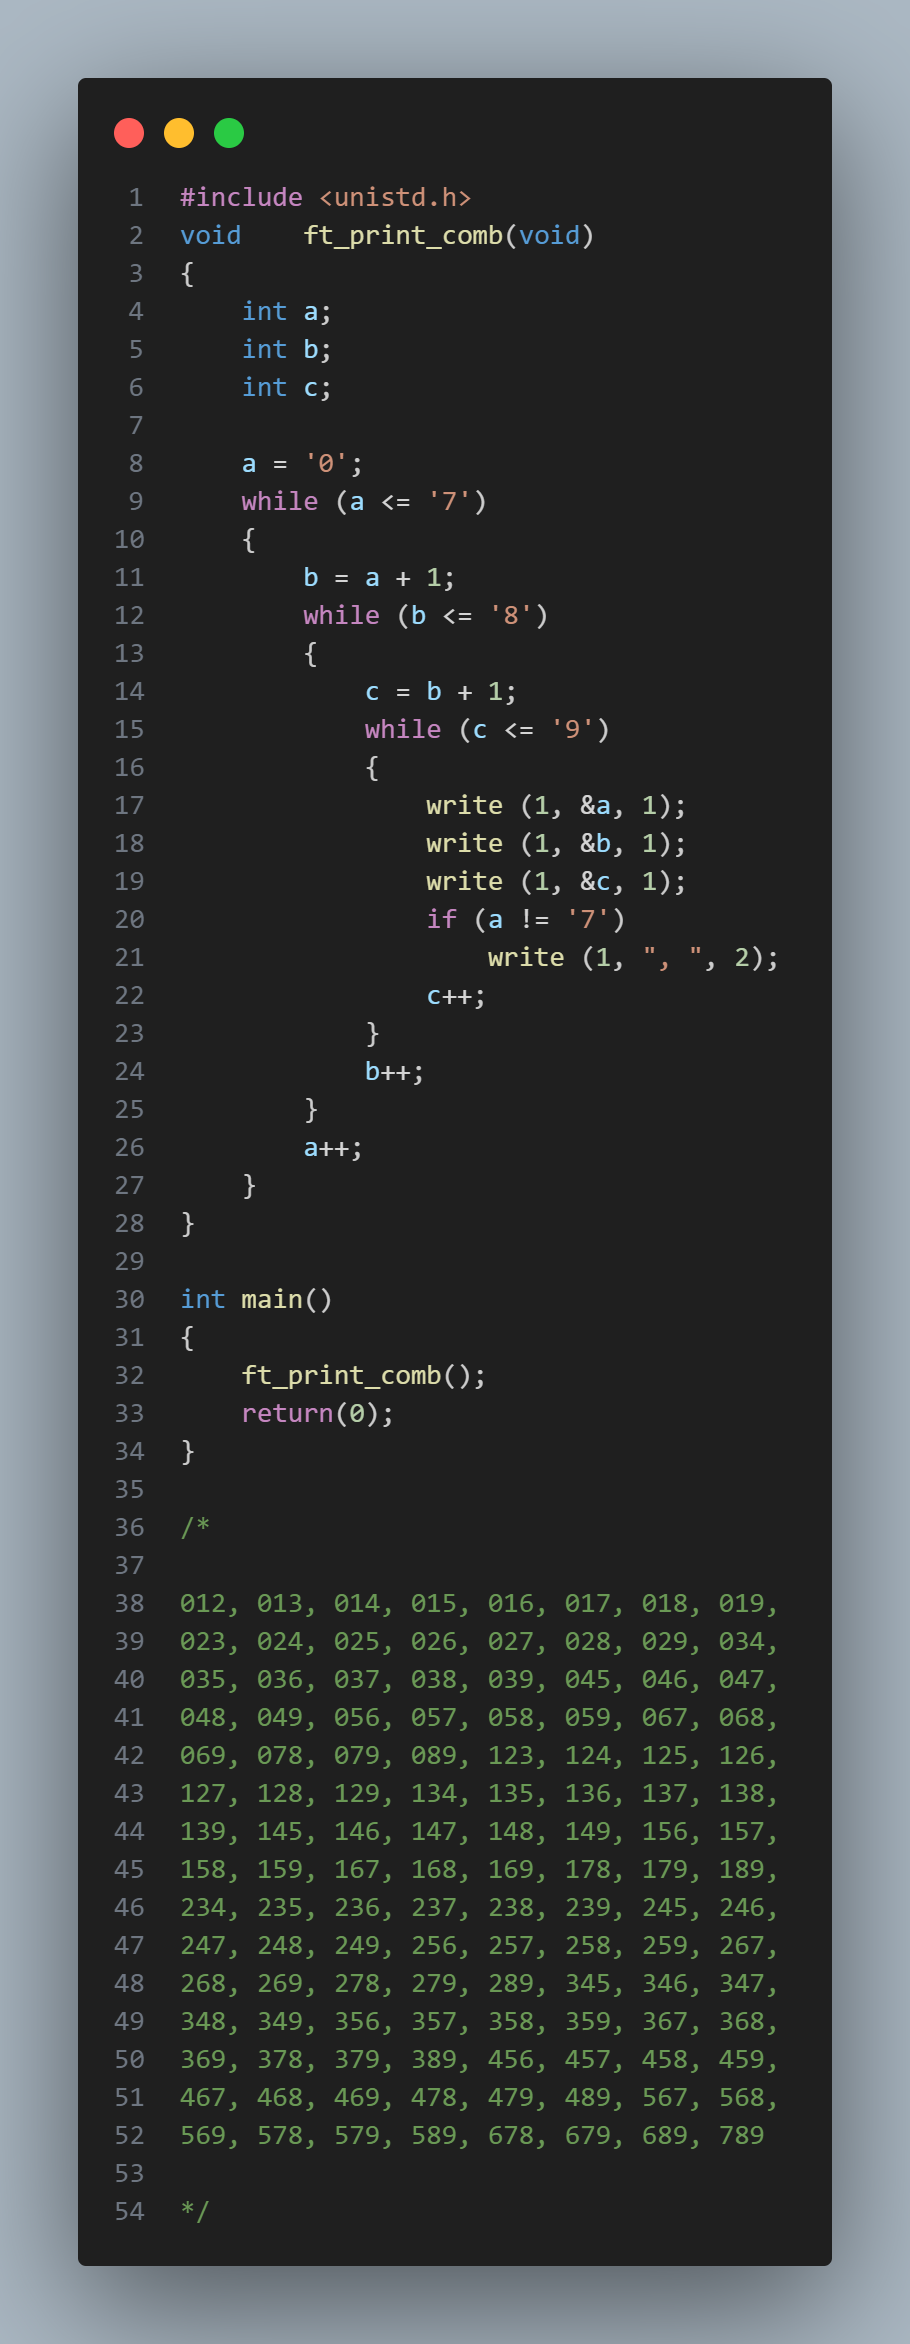 1 #include <unistd.h>
2 void    ft_print_comb(void)
3 {
4     int a;
5     int b;
6     int c;
7
8     a = '0';
9     while (a <= '7')
10     {
11         b = a + 1;
12         while (b <= '8')
13         {
14             c = b + 1;
15             while (c <= '9')
16             {
17                 write (1, &a, 1);
18                 write (1, &b, 1);
19                 write (1, &c, 1);
20                 if (a != '7')
21                     write (1, ", ", 2);
22                 c++;
23             }
24             b++;
25         }
26         a++;
27     }
28 }
29
30 int main()
31 {
32     ft_print_comb();
33     return(0);
34 }
35
36 /*
37
38 012, 013, 014, 015, 016, 017, 018, 019,
39 023, 024, 025, 026, 027, 028, 029, 034,
40 035, 036, 037, 038, 039, 045, 046, 047,
41 048, 049, 056, 057, 058, 059, 067, 068,
42 069, 078, 079, 089, 123, 124, 125, 126,
43 127, 128, 129, 134, 135, 136, 137, 138,
44 139, 145, 146, 147, 148, 149, 156, 157,
45 158, 159, 167, 168, 169, 178, 179, 189,
46 234, 235, 236, 237, 238, 239, 245, 246,
47 247, 248, 249, 256, 257, 258, 259, 267,
48 268, 269, 278, 279, 289, 345, 346, 347,
49 348, 349, 356, 357, 358, 359, 367, 368,
50 369, 378, 379, 389, 456, 457, 458, 459,
51 467, 468, 469, 478, 479, 489, 567, 568,
52 569, 578, 579, 589, 678, 679, 689, 789
53
54 */